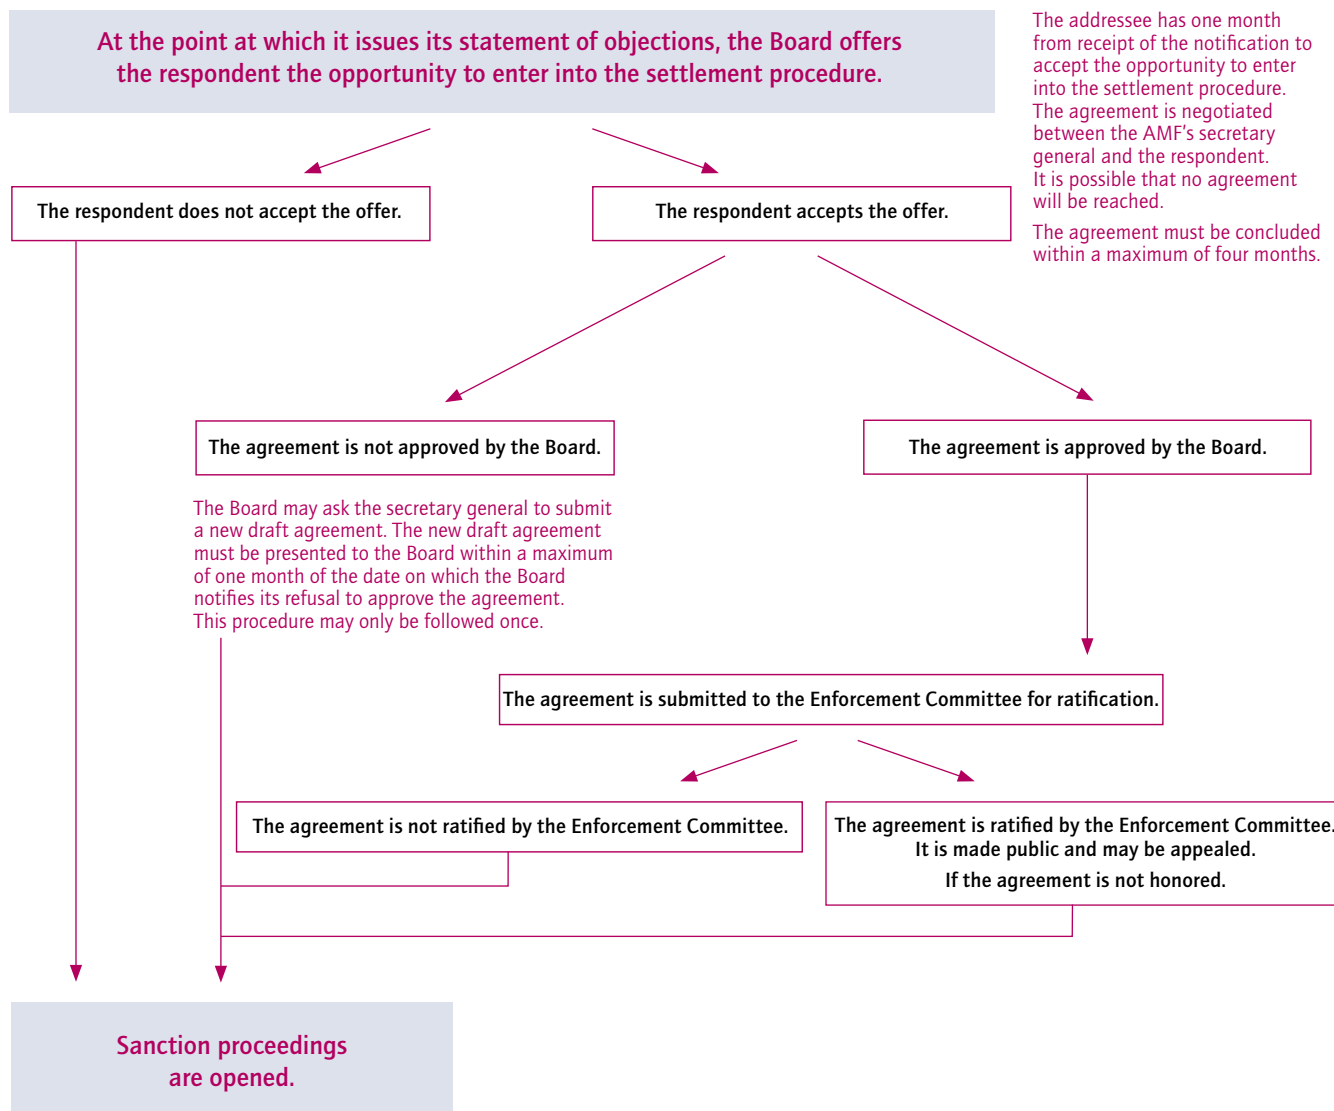 At the point at which it issues its statement of objections, the Board offers
the respondent the opportunity to enter into the settlement procedure.
The addressee has one month
from receipt of the notification to
accept the opportunity to enter
into the settlement procedure.
The agreement is negotiated
between the AMF's secretary
general and the respondent.
It is possible that no agreement
will be reached.
The agreement must be concluded
within a maximum of four months.
The respondent does not accept the offer.
The respondent accepts the offer.
The agreement is not approved by the Board.
The agreement is approved by the Board.
The Board may ask the secretary general to submit
a new draft agreement. The new draft agreement
must be presented to the Board within a maximum
of one month of the date on which the Board
notifies its refusal to approve the agreement.
This procedure may only be followed once.
The agreement is submitted to the Enforcement Committee for ratification.
The agreement is not ratified by the Enforcement Committee.
The agreement is ratified by the Enforcement Committee.
It is made public and may be appealed.
If the agreement is not honored.
Sanction proceedings
are opened.